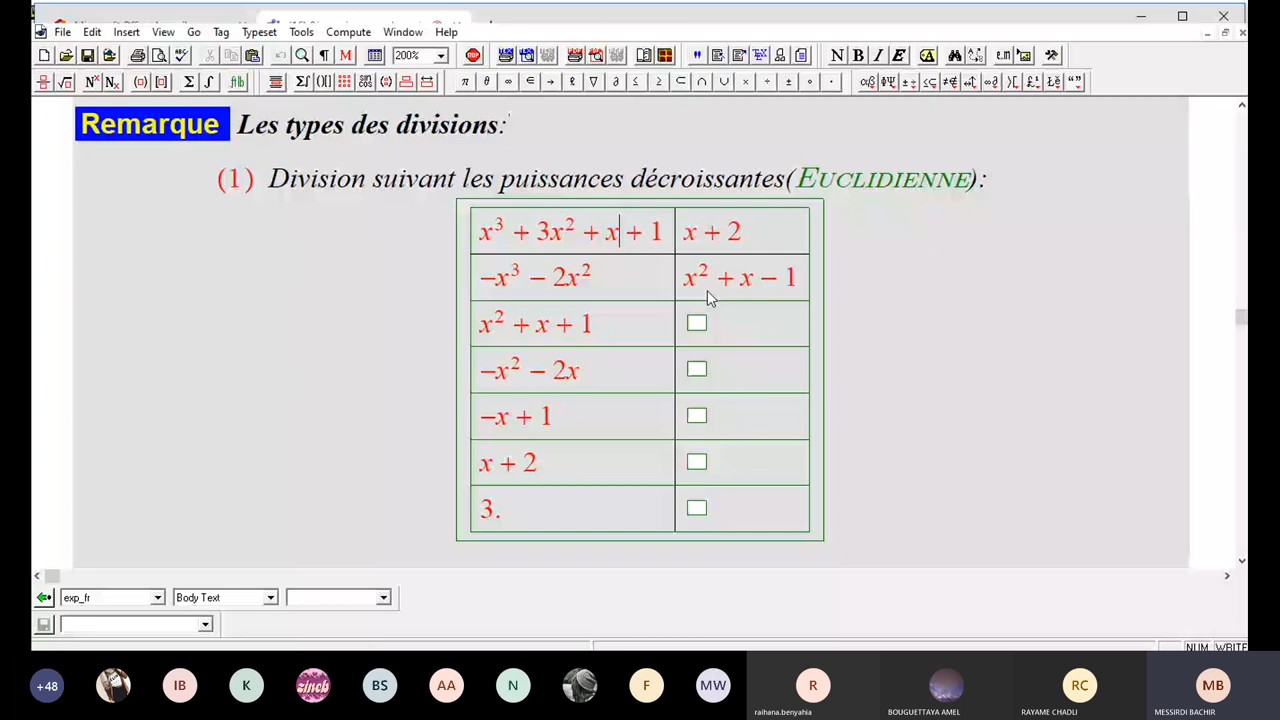 File Edit Insert View Go Tag Typeset Tools Compute Window Help
200%
N B I E
Remarque Les types des divisions:
(1) Division suivant les puissances décroissantes(EUCLIDIENNE):
x³ + 3x² + x + 1 x + 2
−x³ − 2x² x² + x − 1
x² + x + 1
−x² − 2x
−x + 1
x + 2
3.
exp_fr Body Text
NUM WRITE
+48 IB K zineb BS AA N F MW R RC MB
raihana.benyahia BOUGUETTAYA AMEL RAYAME CHADLI MESSIRDI BACHIR